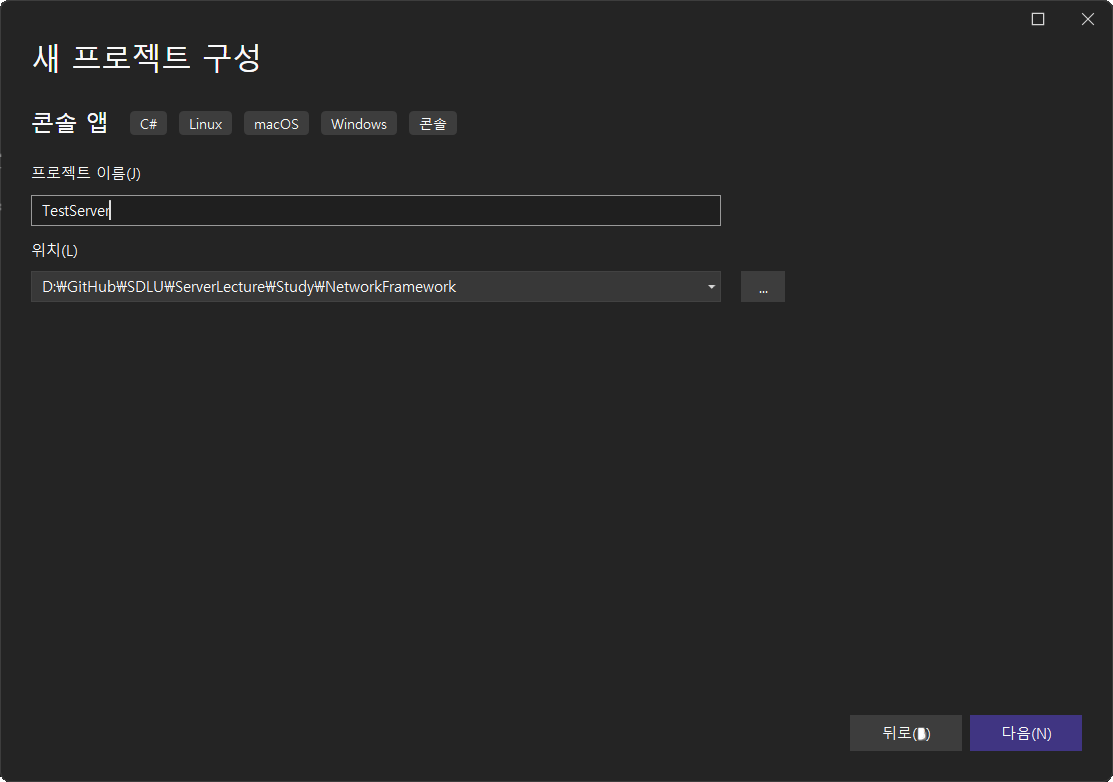 새 프로젝트 구성
콘솔 앱 C# Linux macOS Windows 콘솔
프로젝트 이름(J)
TestServer
위치(L)
D:₩GitHub₩SDLU₩ServerLecture₩Study₩NetworkFramework
...
뒤로 다음(N)